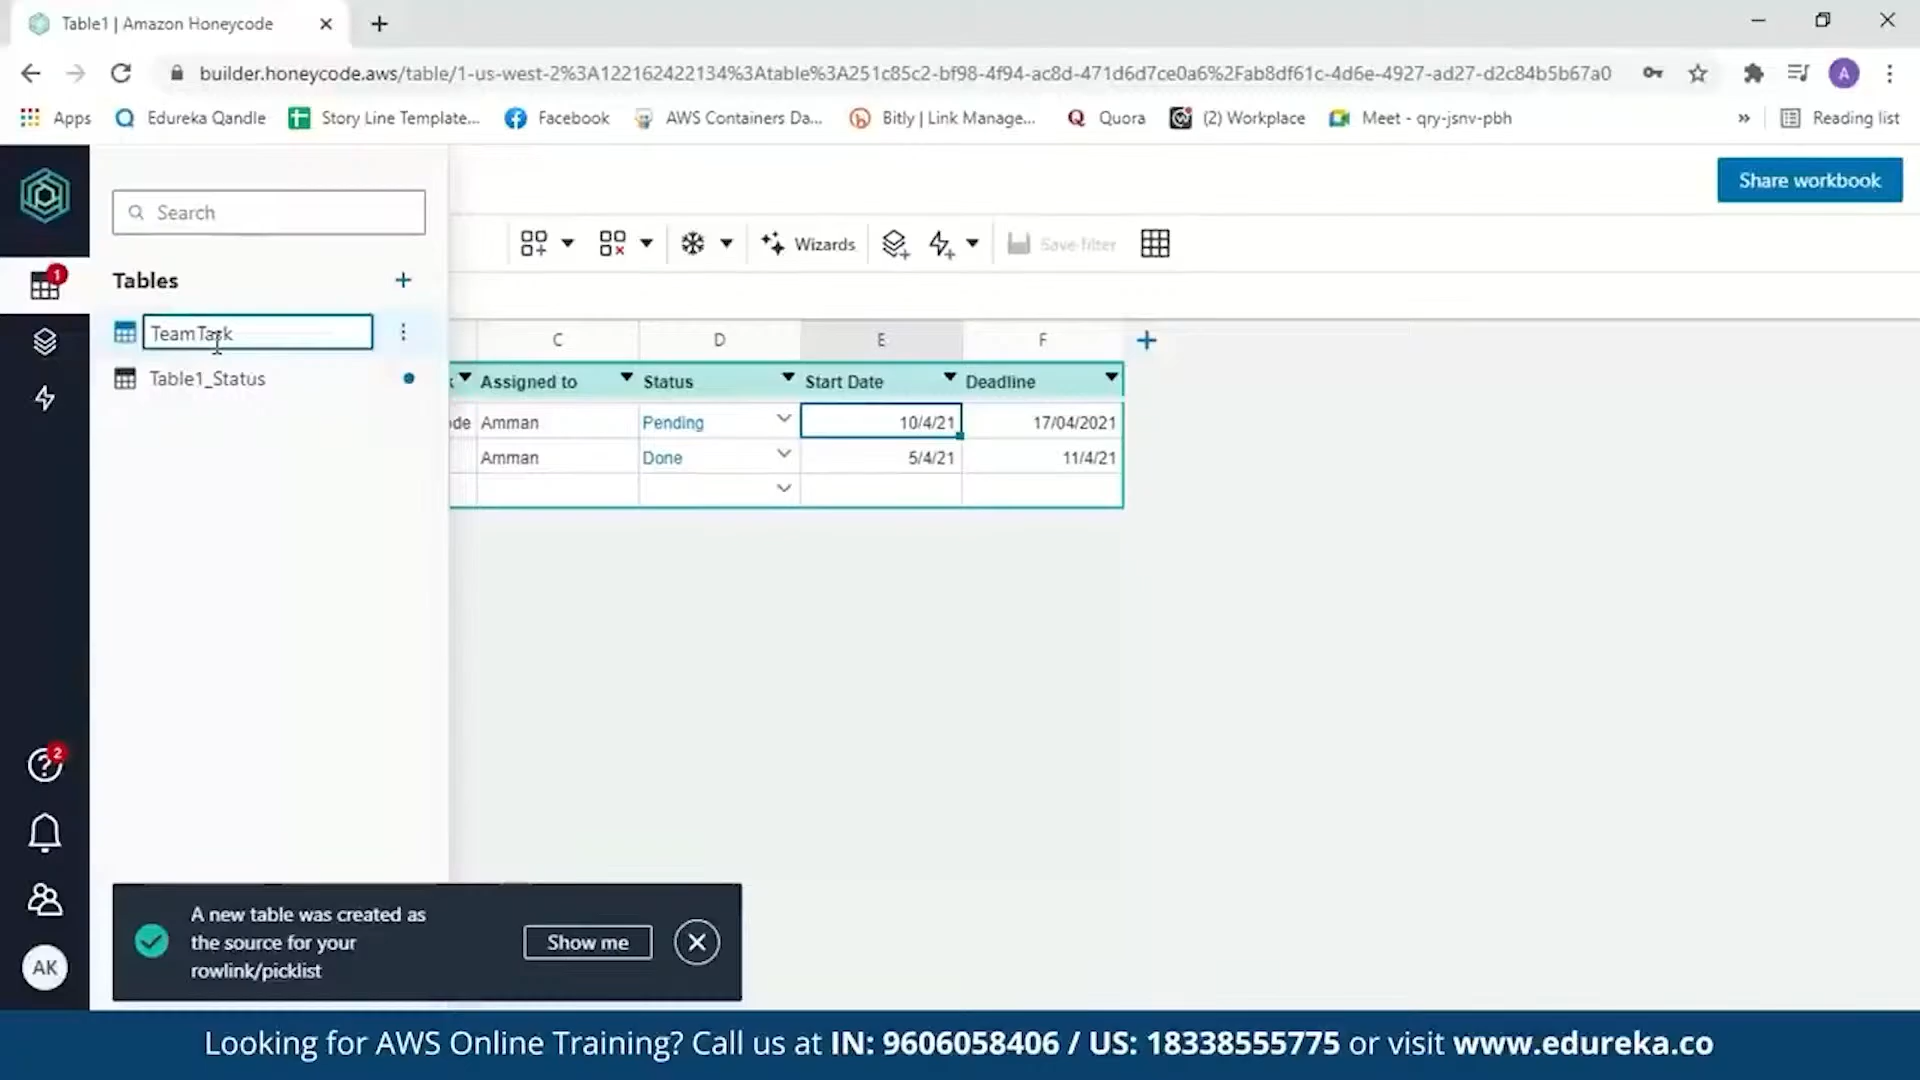 Table1 | Amazon Honeycode
builder.honeycode.aws/table/1-us-west-2%3A122162422134%3Atable%3A251c85c2-bf98-4f94-ac8d-471d6d7ce0a6%2Fab8df61c-4d6e-4927-ad27-d2c84b5b67a0
A
Apps
Edureka Qandle
Story Line Template...
Facebook
AWS Containers Da...
Bitly | Link Manage...
Quora
(2) Workplace
Meet - qry-jsnv-pbh
»
Reading list
Share workbook
Search
Wizards
Save filter
Tables
1
TeamTask
Table1_Status
C D E F
Assigned to Status Start Date Deadline
ode Amman Pending 10/4/21 17/04/2021
Amman Done 5/4/21 11/4/21
2
AK
A new table was created as
the source for your
rowlink/picklist
Show me
Looking for AWS Online Training? Call us at IN: 9606058406 / US: 18338555775 or visit www.edureka.co